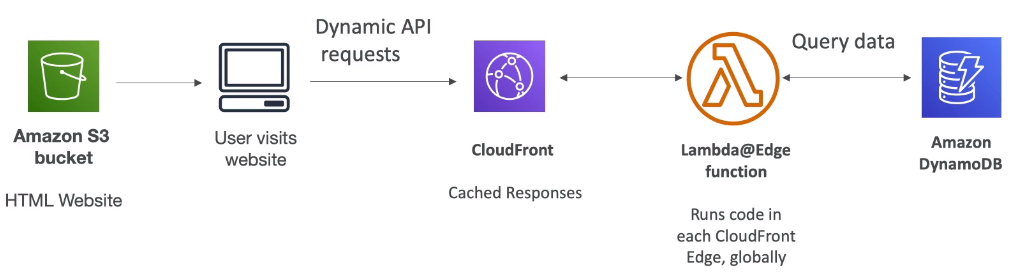 Dynamic API
requests
Query data
Amazon S3
bucket
User visits
website
CloudFront
Lambda@Edge
function
Amazon
DynamoDB
HTML Website
Cached Responses
Runs code in
each CloudFront
Edge, globally